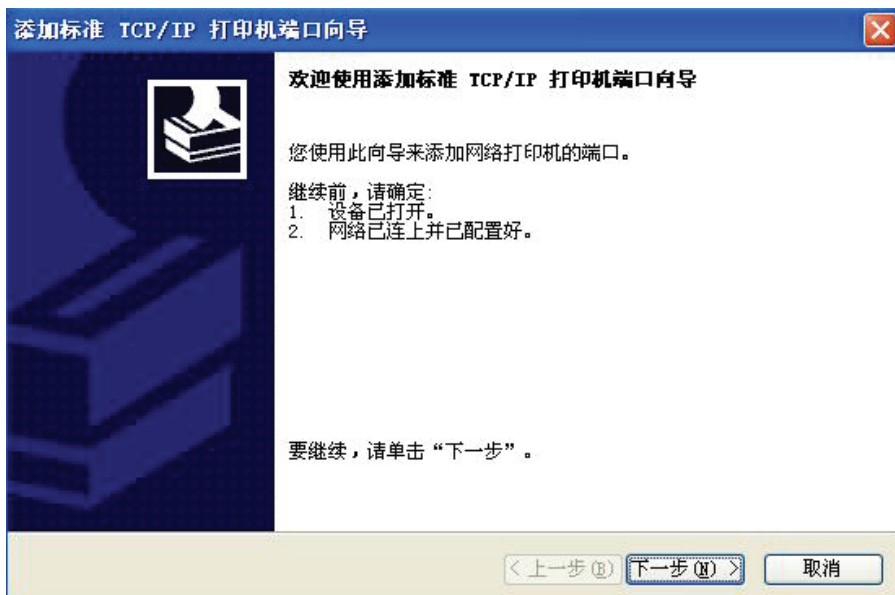 添加标准 TCP/IP 打印机端口向导
欢迎使用添加标准 TCP/IP 打印机端口向导
您使用此向导来添加网络打印机的端口。
继续前，请确定:
1. 设备已打开。
2. 网络已连上并已配置好。
要继续，请单击“下一步”。
< 上一步(B) 下一步(N) > 取消